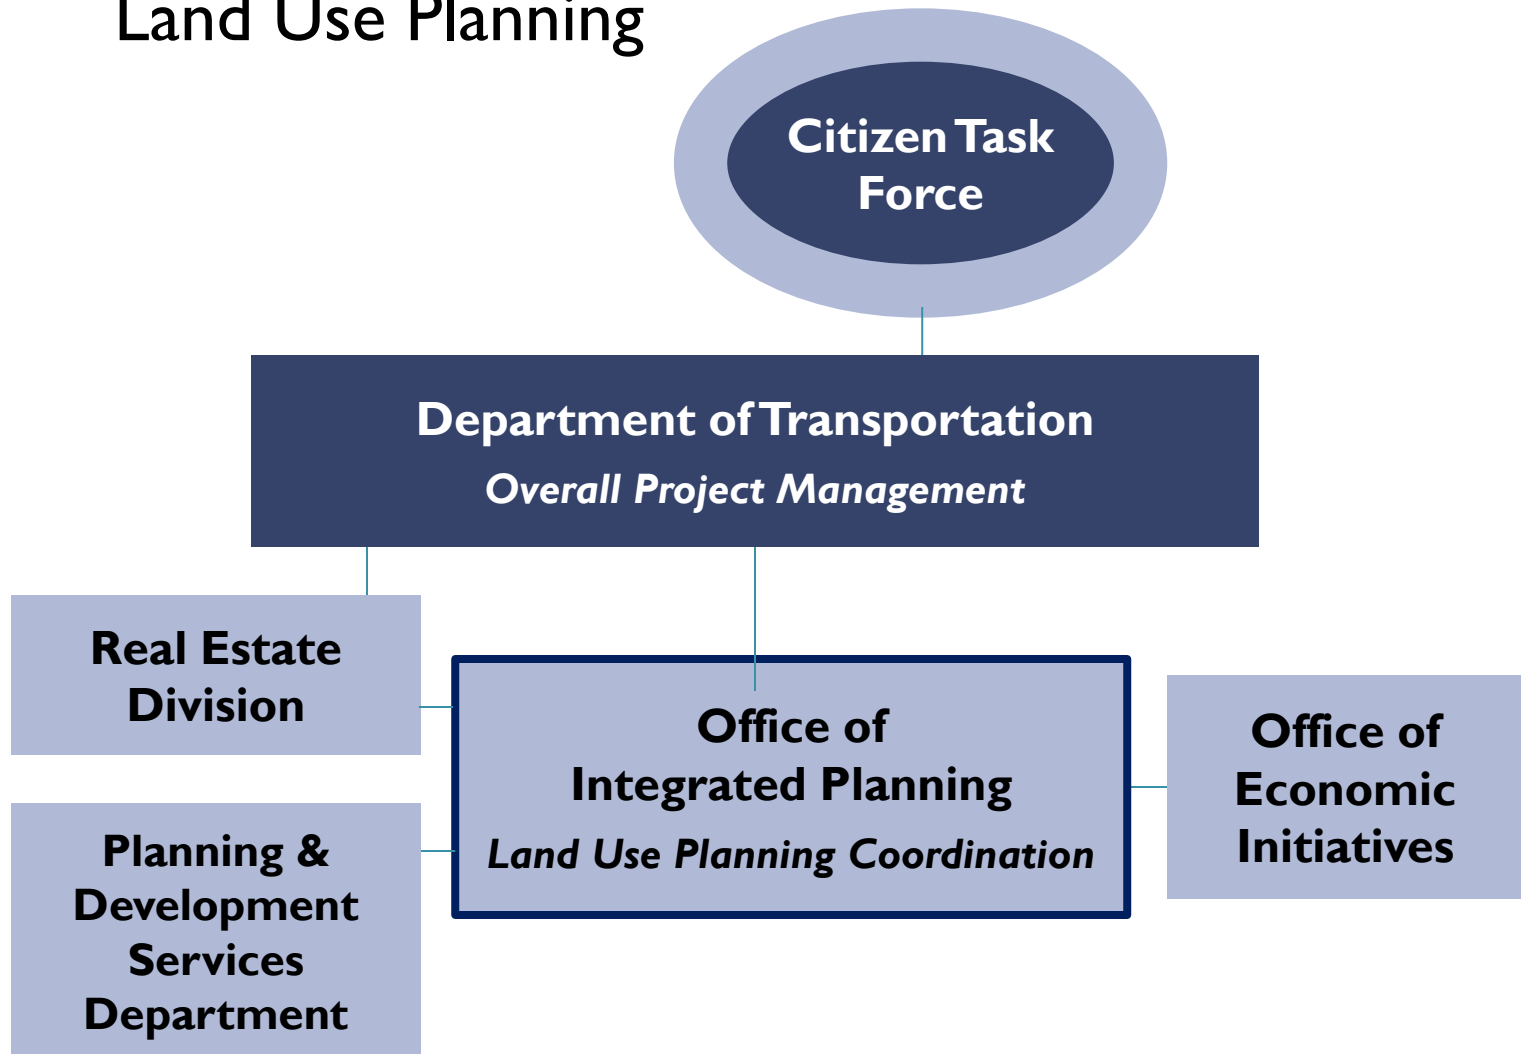 Land Use Planning
Citizen Task
Force
Department of Transportation
Overall Project Management
Real Estate
Division
Office of
Integrated Planning
Land Use Planning Coordination
Office of
Economic
Initiatives
Planning &
Development
Services
Department